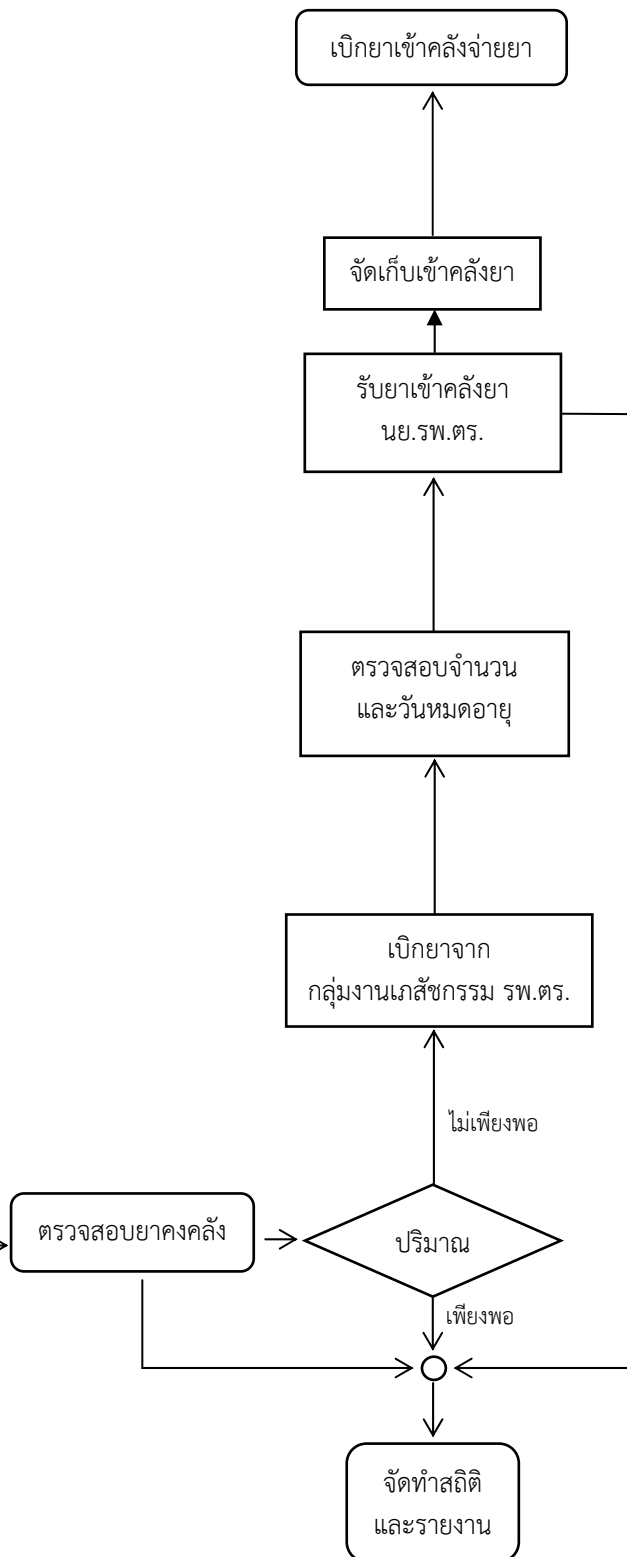 เบิกยาเข้าคลังจ่ายยา
จัดเก็บเข้าคลังยา
รับยาเข้าคลังยา
นย.รพ.ตร.
ตรวจสอบจำนวน
และวันหมดอายุ
เบิกยาจาก
กลุ่มงานเภสัชกรรม รพ.ตร.
ไม่เพียงพอ
ตรวจสอบยาคงคลัง
ปริมาณ
เพียงพอ
จัดทำสถิติ
และรายงาน